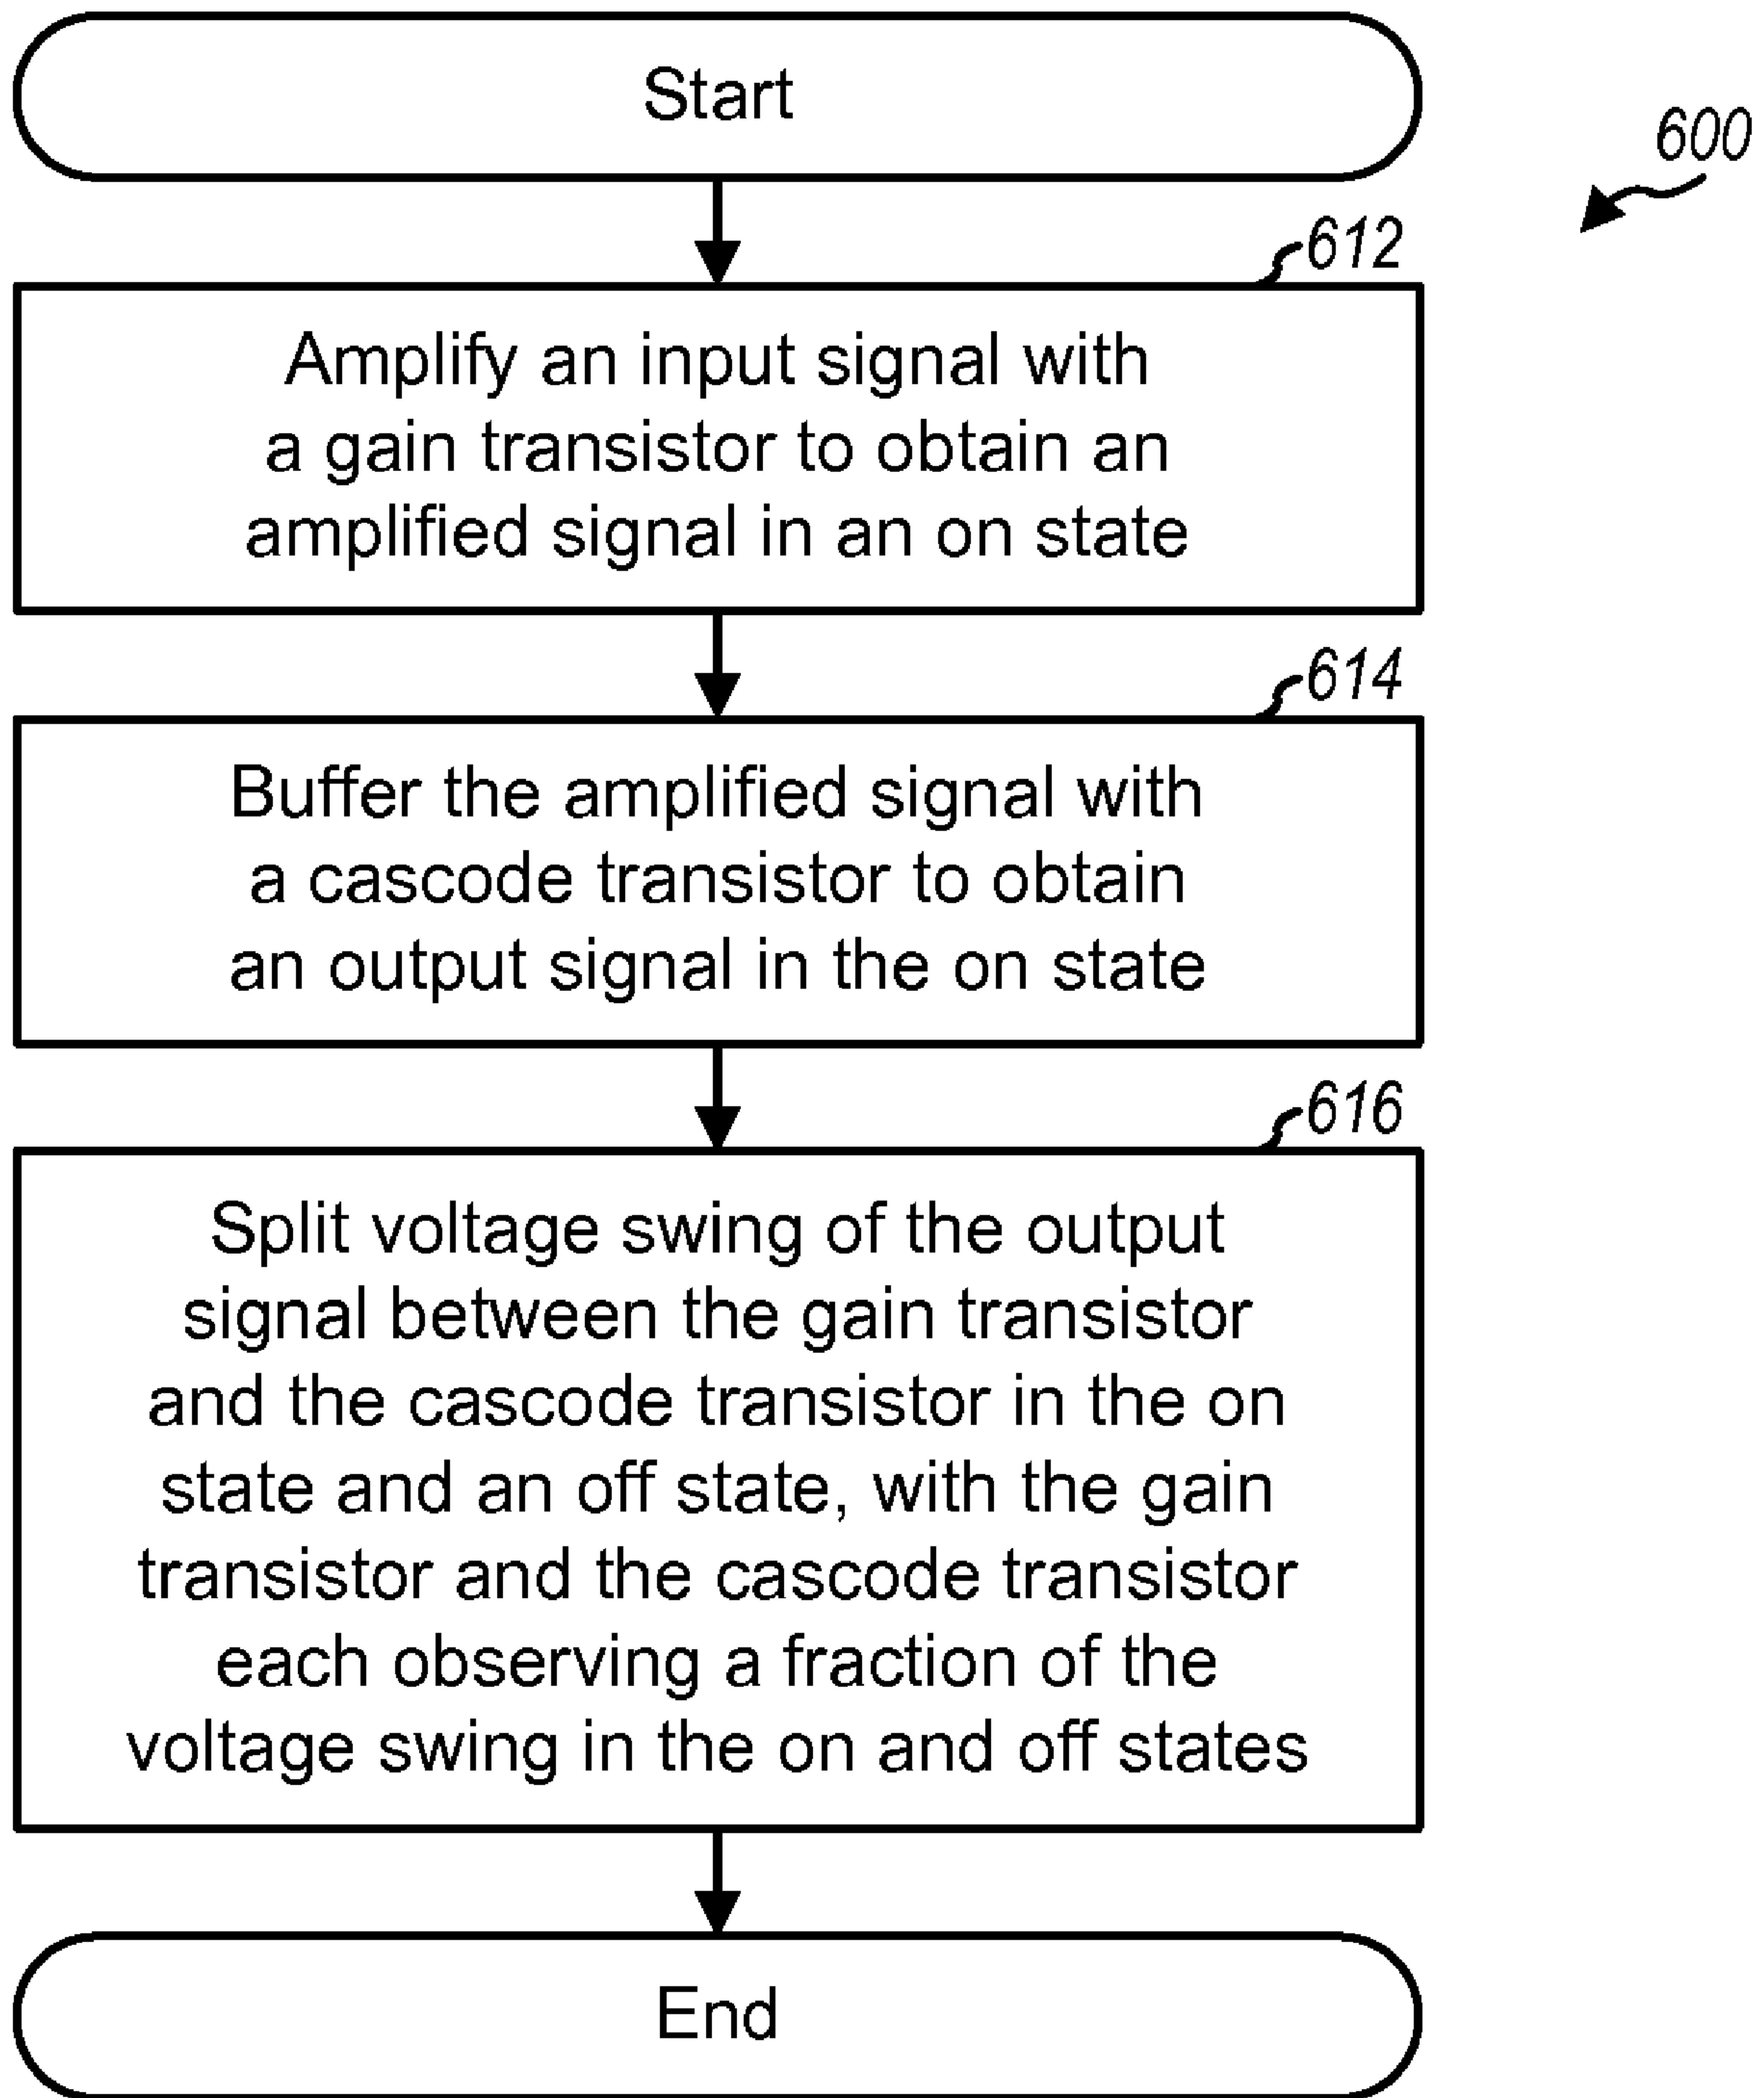 Start
600
612
Amplify an input signal with
a gain transistor to obtain an
amplified signal in an on state
614
Buffer the amplified signal with
a cascode transistor to obtain
an output signal in the on state
616
Split voltage swing of the output
signal between the gain transistor
and the cascode transistor in the on
state and an off state, with the gain
transistor and the cascode transistor
each observing a fraction of the
voltage swing in the on and off states
End